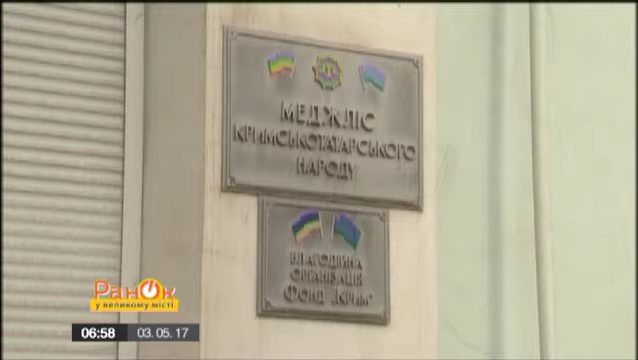 МЕДЖЛІС
КРИМСЬКОТАТАРСЬКОГО
НАРОДУ
БЛАГОДІЙНА
ОРГАНІЗАЦІЯ
ФОНД „КРИМ"
Ранок
у великому місті
06:58 03.05.17